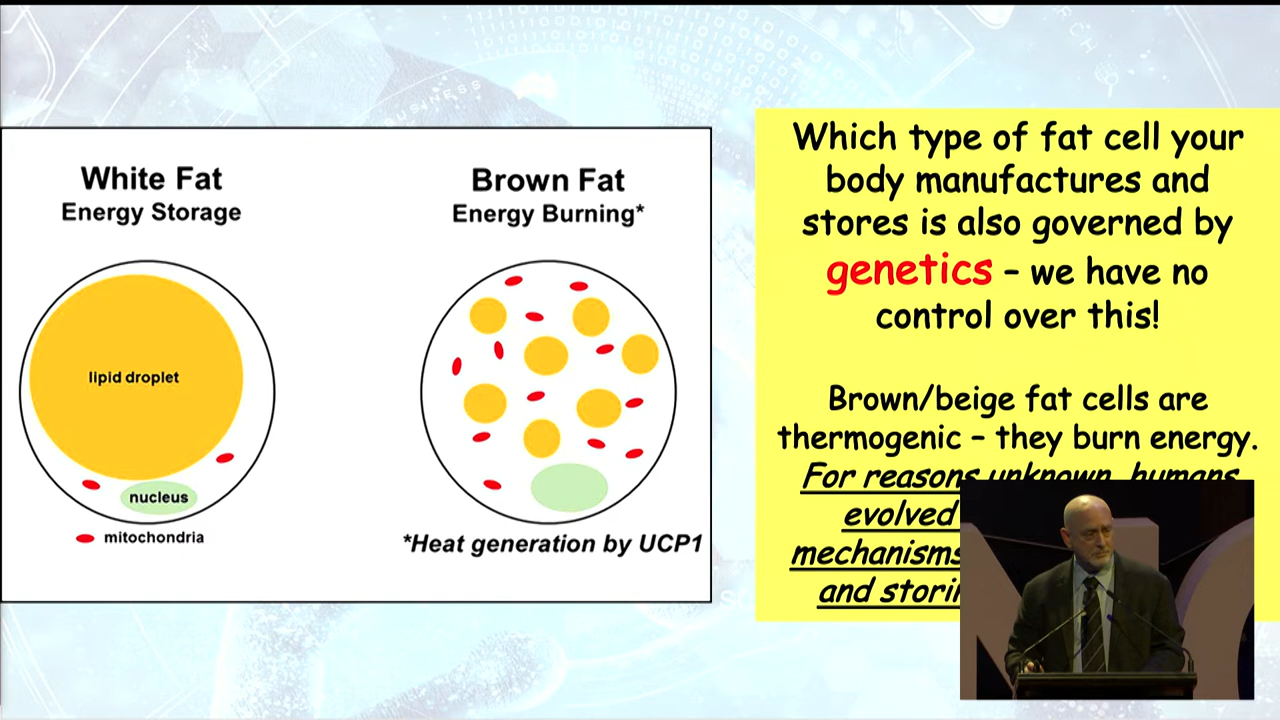 BUSINESS
RCH
White Fat
Energy Storage
lipid droplet
nucleus
mitochondria
Brown Fat
Energy Burning*
*Heat generation by UCP1
Which type of fat cell your
body manufactures and
stores is also governed by
genetics – we have no
control over this!
Brown/beige fat cells are
thermogenic – they burn energy.
For reasons unknown, humans
evolved
mechanisms
and